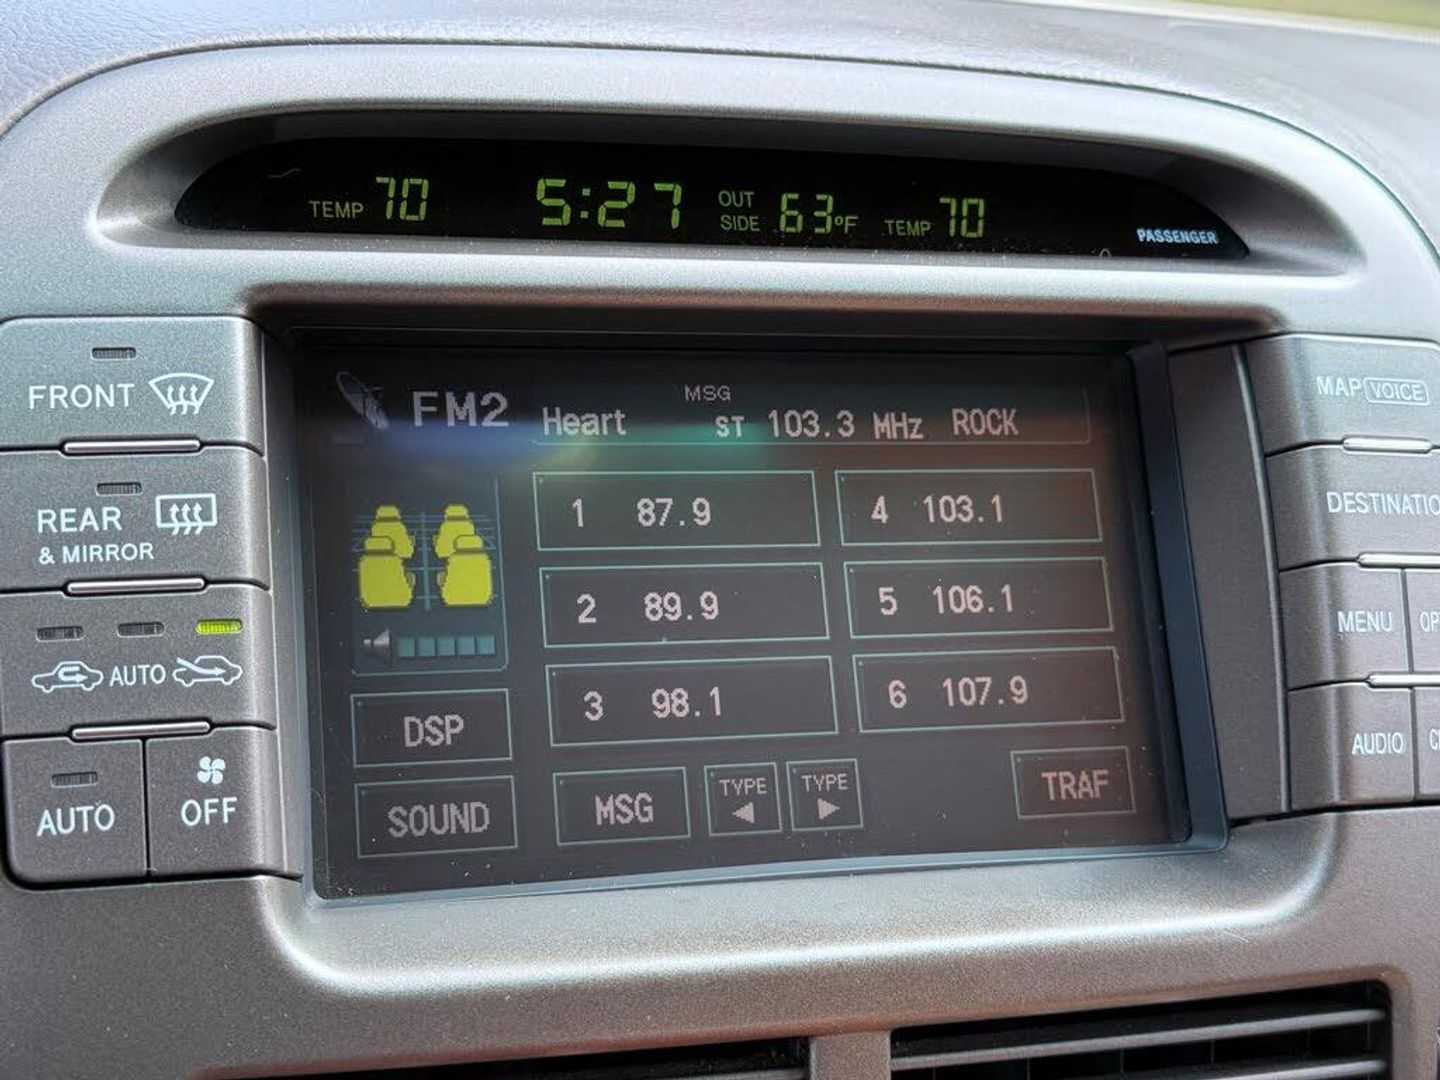 TEMP 70 5:27 OUT SIDE 63°F TEMP 70 PASSENGER
FRONT
REAR
& MIRROR
AUTO
AUTO OFF
FM2 Heart MSG ST 103.3 MHz ROCK
1 87.9 4 103.1
2 89.9 5 106.1
3 98.1 6 107.9
DSP
SOUND MSG TYPE ◀ TYPE ▶ TRAF
MAP VOICE
DESTINATIO
MENU OP
AUDIO